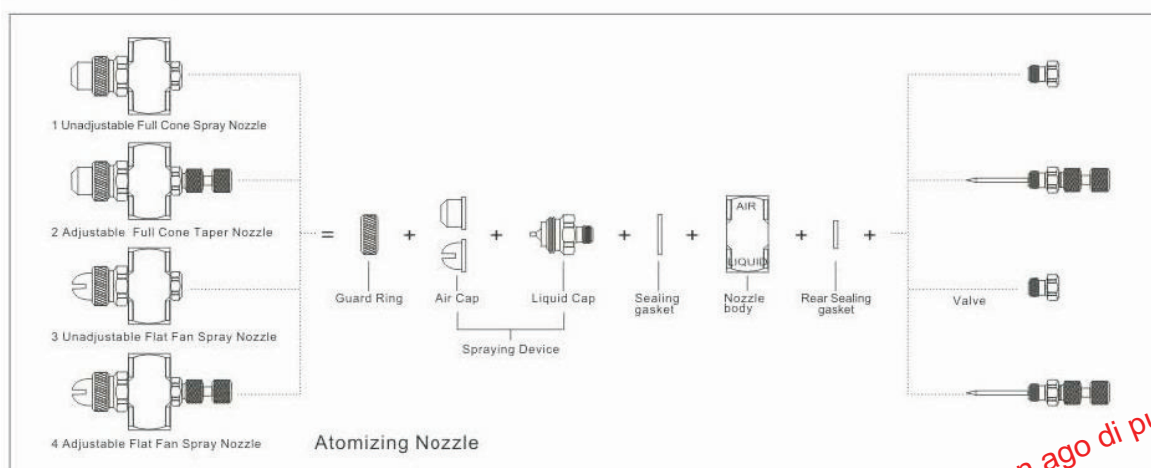 1 Unadjustable Full Cone Spray Nozzle
2 Adjustable Full Cone Taper Nozzle
3 Unadjustable Flat Fan Spray Nozzle
4 Adjustable Flat Fan Spray Nozzle
=
+
+
+
+
+
+
AIR
LIQUID
Guard Ring
Air Cap
Liquid Cap
Sealing
gasket
Nozzle
body
Rear Sealing
gasket
Valve
Spraying Device
Atomizing Nozzle
ago di